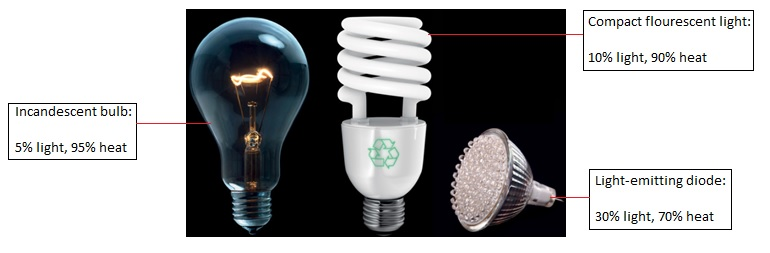 Incandescent bulb:
5% light, 95% heat
Compact flourescent light:
10% light, 90% heat
Light-emitting diode:
30% light, 70% heat